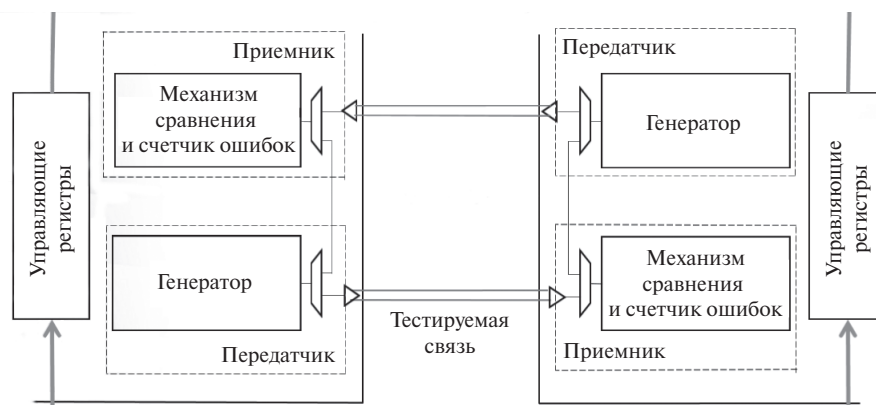 Управляющие
регистры
Приемник
Механизм
сравнения
и счетчик ошибок
Генератор
Передатчик
Тестируемая
связь
Передатчик
Генератор
Механизм
сравнения
и счетчик ошибок
Приемник
Управляющие
регистры